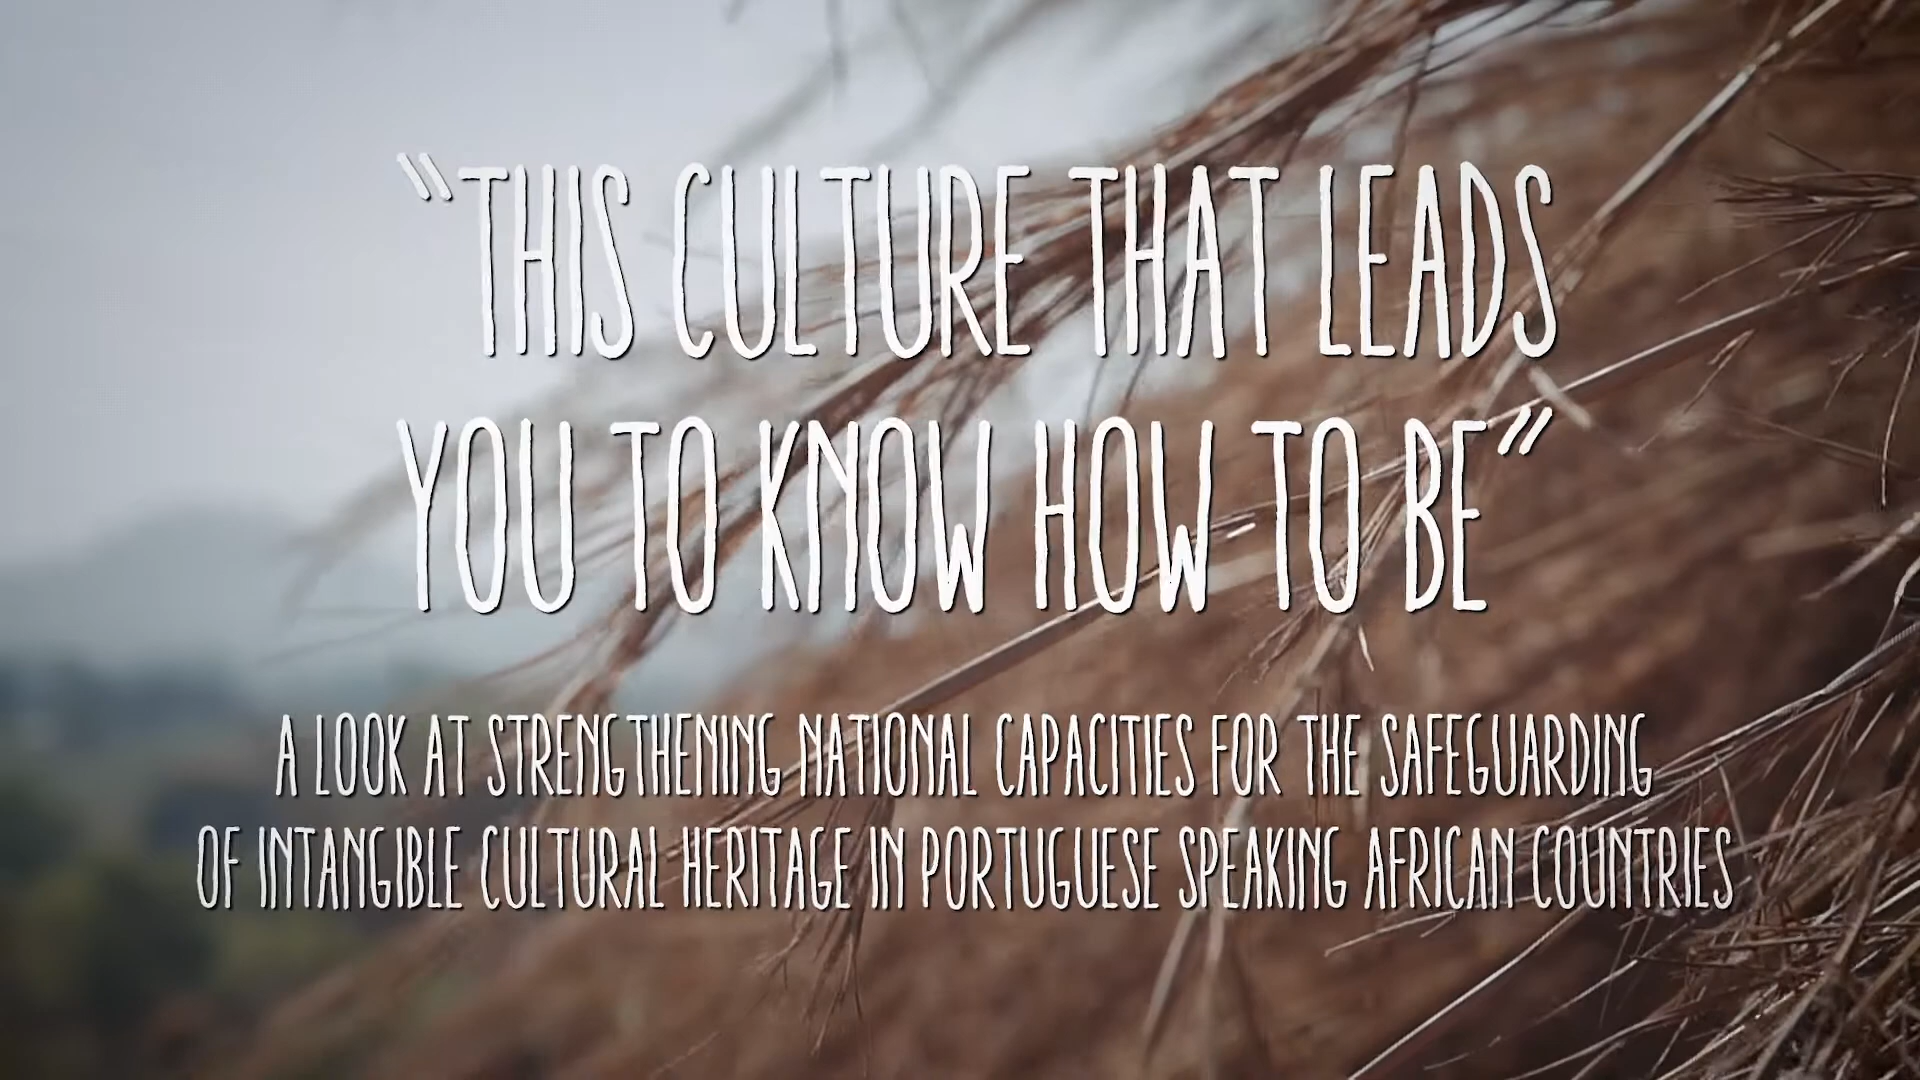 "THIS CULTURE THAT LEADS
YOU TO KNOW HOW-TO BE"
A LOOK AT STRENGTHENING NATIONAL CAPACITIES FOR THE SAFEGUARDING
OF INTANGIBLE CULTURAL HERITAGE IN PORTUGUESE SPEAKING AFRICAN COUNTRIES